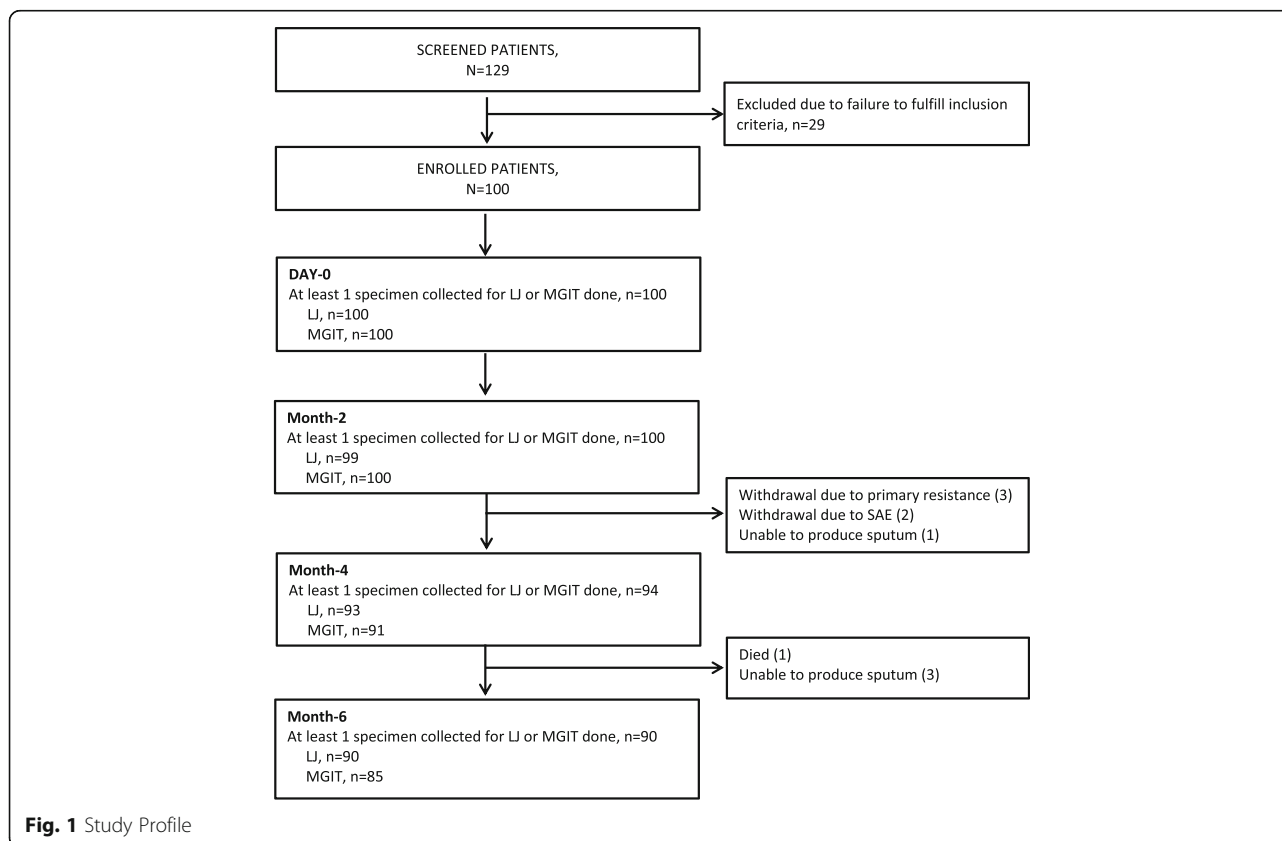 SCREENED PATIENTS,
N=129
Excluded due to failure to fulfill inclusion
criteria, n=29
ENROLLED PATIENTS,
N=100
DAY-0
At least 1 specimen collected for LJ or MGIT done, n=100
LJ, n=100
MGIT, n=100
Month-2
At least 1 specimen collected for LJ or MGIT done, n=100
LJ, n=99
MGIT, n=100
Withdrawal due to primary resistance (3)
Withdrawal due to SAE (2)
Unable to produce sputum (1)
Month-4
At least 1 specimen collected for LJ or MGIT done, n=94
LJ, n=93
MGIT, n=91
Died (1)
Unable to produce sputum (3)
Month-6
At least 1 specimen collected for LJ or MGIT done, n=90
LJ, n=90
MGIT, n=85
Fig. 1 Study Profile